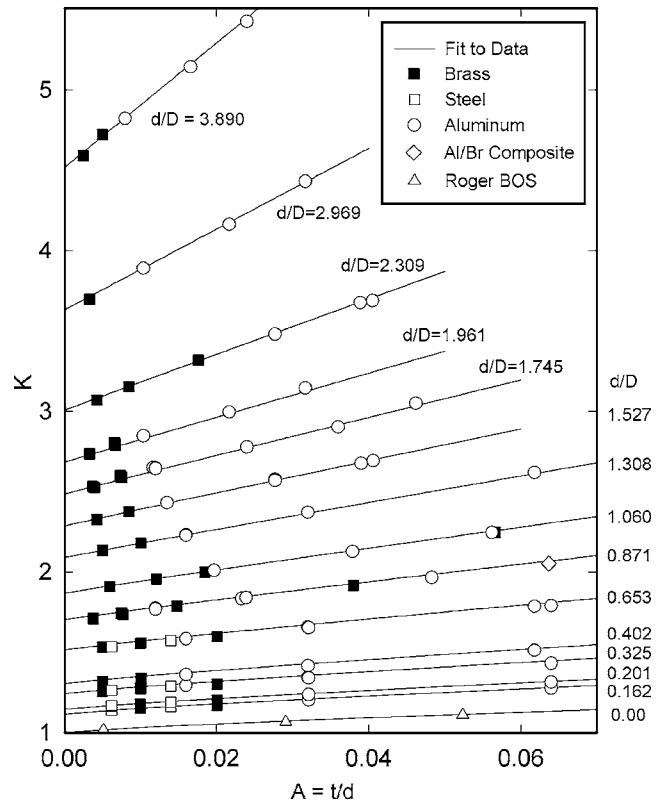 5
4
3
2
1
K
0.00
0.02
0.04
0.06
A = t/d
Fit to Data
Brass
Steel
Aluminum
Al/Br Composite
Roger BOS
d/D = 3.890
d/D=2.969
d/D=2.309
d/D=1.961
d/D=1.745
d/D
1.527
1.308
1.060
0.871
0.653
0.402
0.325
0.201
0.162
0.00